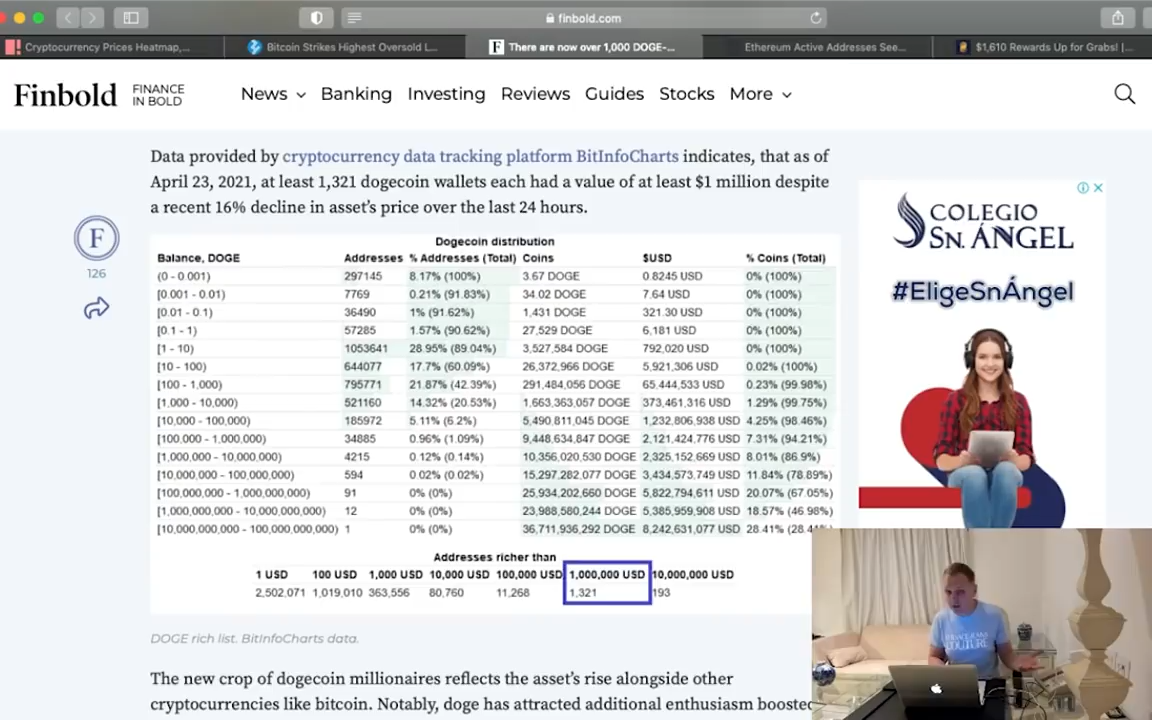 finbold.com
Cryptocurrency Prices Heatmap,...
Bitcoin Strikes Highest Oversold L...
F There are now over 1,000 DOGE-...
Ethereum Active Addresses See...
$1,610 Rewards Up for Grabs! |...
Finbold
FINANCE
IN BOLD
News
Banking
Investing
Reviews
Guides
Stocks
More
Data provided by cryptocurrency data tracking platform BitInfoCharts indicates, that as of
April 23, 2021, at least 1,321 dogecoin wallets each had a value of at least $1 million despite
a recent 16% decline in asset's price over the last 24 hours.
F
126
Dogecoin distribution
Balance, DOGE Addresses % Addresses (Total) Coins $USD % Coins (Total)
(0 - 0.001) 297145 8.17% (100%) 3.67 DOGE 0.8245 USD 0% (100%)
[0.001 - 0.01) 7769 0.21% (91.83%) 34.02 DOGE 7.64 USD 0% (100%)
[0.01 - 0.1) 36490 1% (91.62%) 1,431 DOGE 321.30 USD 0% (100%)
[0.1 - 1) 57285 1.57% (90.62%) 27,529 DOGE 6,181 USD 0% (100%)
[1 - 10) 1053641 28.95% (89.04%) 3,527,584 DOGE 792,020 USD 0% (100%)
[10 - 100) 644077 17.7% (60.09%) 26,372,966 DOGE 5,921,306 USD 0.02% (100%)
[100 - 1,000) 795771 21.87% (42.39%) 291,484,056 DOGE 65,444,533 USD 0.23% (99.98%)
[1,000 - 10,000) 521160 14.32% (20.53%) 1,663,363,057 DOGE 373,461,316 USD 1.29% (99.75%)
[10,000 - 100,000) 185972 5.11% (6.2%) 5,490,811,045 DOGE 1,232,806,938 USD 4.25% (98.46%)
[100,000 - 1,000,000) 34885 0.96% (1.09%) 9,448,634,847 DOGE 2,121,424,776 USD 7.31% (94.21%)
[1,000,000 - 10,000,000) 4215 0.12% (0.14%) 10,356,020,530 DOGE 2,325,152,669 USD 8.01% (86.9%)
[10,000,000 - 100,000,000) 594 0.02% (0.02%) 15,297,282,077 DOGE 3,434,573,749 USD 11.84% (78.89%)
[100,000,000 - 1,000,000,000) 91 0% (0%) 25,934,202,660 DOGE 5,822,794,611 USD 20.07% (67.05%)
[1,000,000,000 - 10,000,000,000) 12 0% (0%) 23,988,580,244 DOGE 5,385,959,908 USD 18.57% (46.98%)
[10,000,000,000 - 100,000,000,000) 1 0% (0%) 36,711,936,292 DOGE 8,242,631,077 USD 28.41%
Addresses richer than
1 USD 100 USD 1,000 USD 10,000 USD 100,000 USD 1,000,000 USD 10,000,000 USD
2,502,071 1,019,010 363,556 80,760 11,268 1,321 193
DOGE rich list. BitInfoCharts data.
The new crop of dogecoin millionaires reflects the asset's rise alongside other
cryptocurrencies like bitcoin. Notably, doge has attracted additional enthusiasm boosted
COLEGIO
SN. ÁNGEL
#EligeSnÁngel
COUTURE